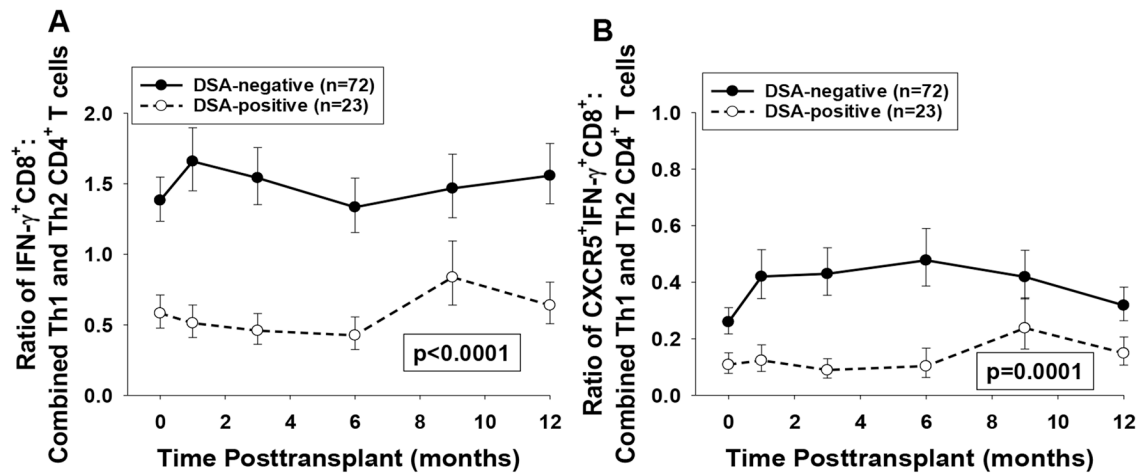 A
Ratio of IFN-γ⁺CD8⁺:
Combined Th1 and Th2 CD4⁺ T cells
DSA-negative (n=72)
DSA-positive (n=23)
2.0
1.5
1.0
0.5
0.0
p<0.0001
0 2 4 6 8 10 12
Time Posttransplant (months)
B
Ratio of CXCR5⁺IFN-γ⁺CD8⁺:
Combined Th1 and Th2 CD4⁺ T cells
DSA-negative (n=72)
DSA-positive (n=23)
1.0
0.8
0.6
0.4
0.2
0.0
p=0.0001
0 2 4 6 8 10 12
Time Posttransplant (months)